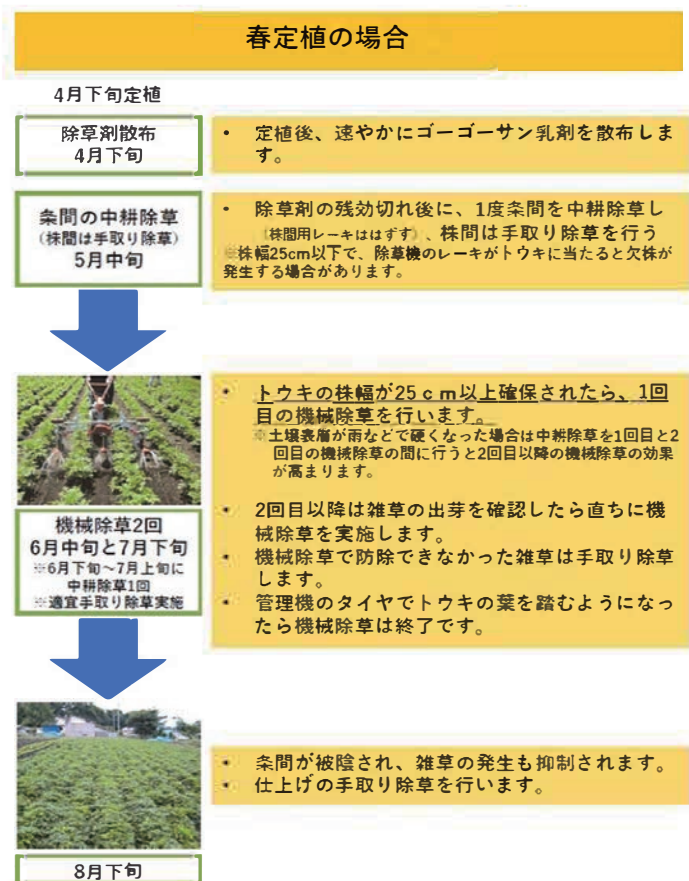 春定植の場合
4月下旬定植
除草剤散布
4月下旬
• 定植後、速やかにゴーゴーサン乳剤を散布しま
す。
条間の中耕除草
(株間は手取り除草)
5月中旬
• 除草剤の残効切れ後に、1度条間を中耕除草し
(株間用レーキははずす)、株間は手取り除草を行う
※株幅25cm以下で、除草機のレーキがトウキに当たると欠株が
発生する場合があります。
• トウキの株幅が25cm以上確保されたら、1回
目の機械除草を行います。
※土壌表層が雨などで硬くなった場合は中耕除草を1回目と2
回目の機械除草の間に行うと2回目以降の機械除草の効果
が高まります。
• 2回目以降は雑草の出芽を確認したら直ちに機
械除草を実施します。
• 機械除草で防除できなかった雑草は手取り除草
します。
• 管理機のタイヤでトウキの葉を踏むようになっ
たら機械除草は終了です。
機械除草2回
6月中旬と7月下旬
※6月下旬～7月上旬に
中耕除草1回
※適宜手取り除草実施
• 条間が被陰され、雑草の発生も抑制されます。
• 仕上げの手取り除草を行います。
8月下旬